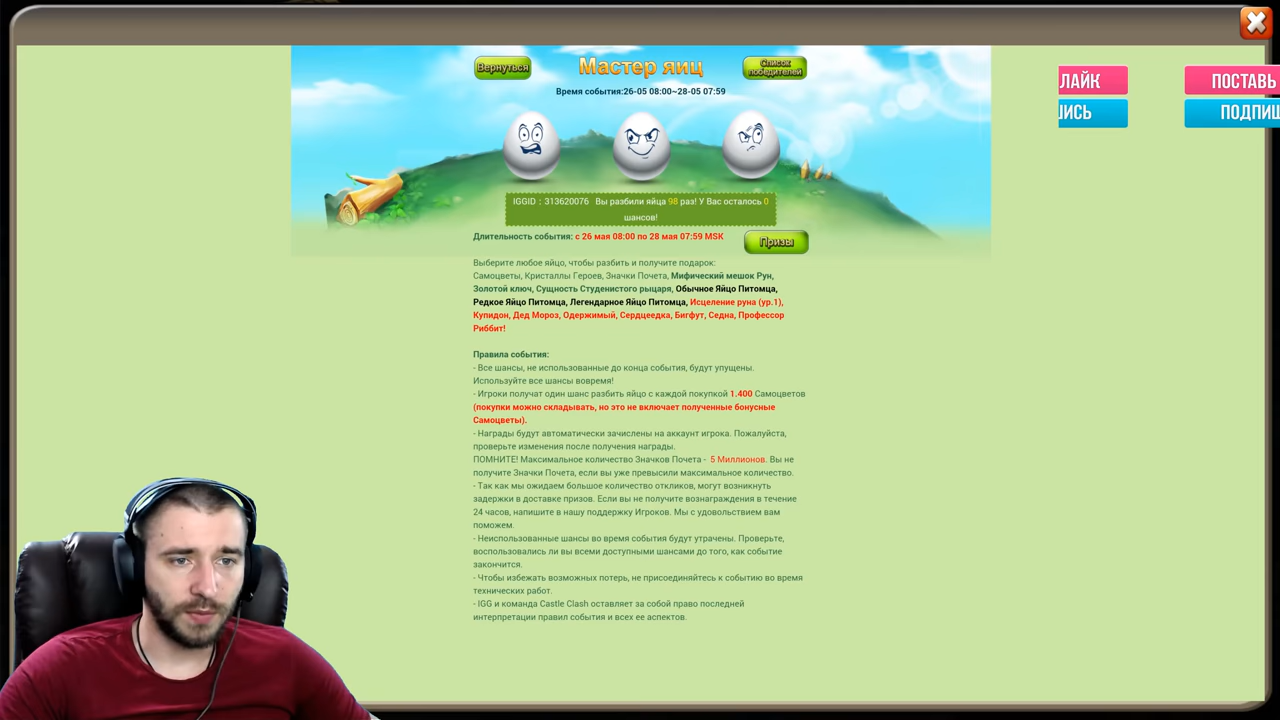 Вернуться
Мастер яиц
Список победителей
Время события:26-05 08:00~28-05 07:59
ЛАЙК
ПОСТАВЬ
ПИСЬ
ПОДПИШ
IGGID : 313620076 Вы разбили яйца 98 раз! У Вас осталось 0
шансов!
Длительность события: с 26 мая 08:00 по 28 мая 07:59 MSK
Призы
Выберите любое яйцо, чтобы разбить и получите подарок:
Самоцветы, Кристаллы Героев, Значки Почета, Мифический мешок Рун,
Золотой ключ, Сущность Студенистого рыцаря, Обычное Яйцо Питомца,
Редкое Яйцо Питомца, Легендарное Яйцо Питомца, Исцеление руна (ур.1),
Купидон, Дед Мороз, Одержимый, Сердцеедка, Бигфут, Седна, Профессор
Риббит!
Правила события:
- Все шансы, не использованные до конца события, будут упущены.
Используйте все шансы вовремя!
- Игроки получат один шанс разбить яйцо с каждой покупкой 1.400 Самоцветов
(покупки можно складывать, но это не включает полученные бонусные
Самоцветы).
- Награды будут автоматически зачислены на аккаунт игрока. Пожалуйста,
проверьте изменения после получения награды.
ПОМНИТЕ! Максимальное количество Значков Почета - 5 Миллионов. Вы не
получите Значки Почета, если вы уже превысили максимальное количество.
- Так как мы ожидаем большое количество откликов, могут возникнуть
задержки в доставке призов. Если вы не получите вознаграждения в течение
24 часов, напишите в нашу поддержку Игроков. Мы с удовольствием вам
поможем.
- Неиспользованные шансы во время события будут утрачены. Проверьте,
воспользовались ли вы всеми доступными шансами до того, как событие
закончится.
- Чтобы избежать возможных потерь, не присоединяйтесь к событию во время
технических работ.
- IGG и команда Castle Clash оставляет за собой право последней
интерпретации правил события и всех ее аспектов.